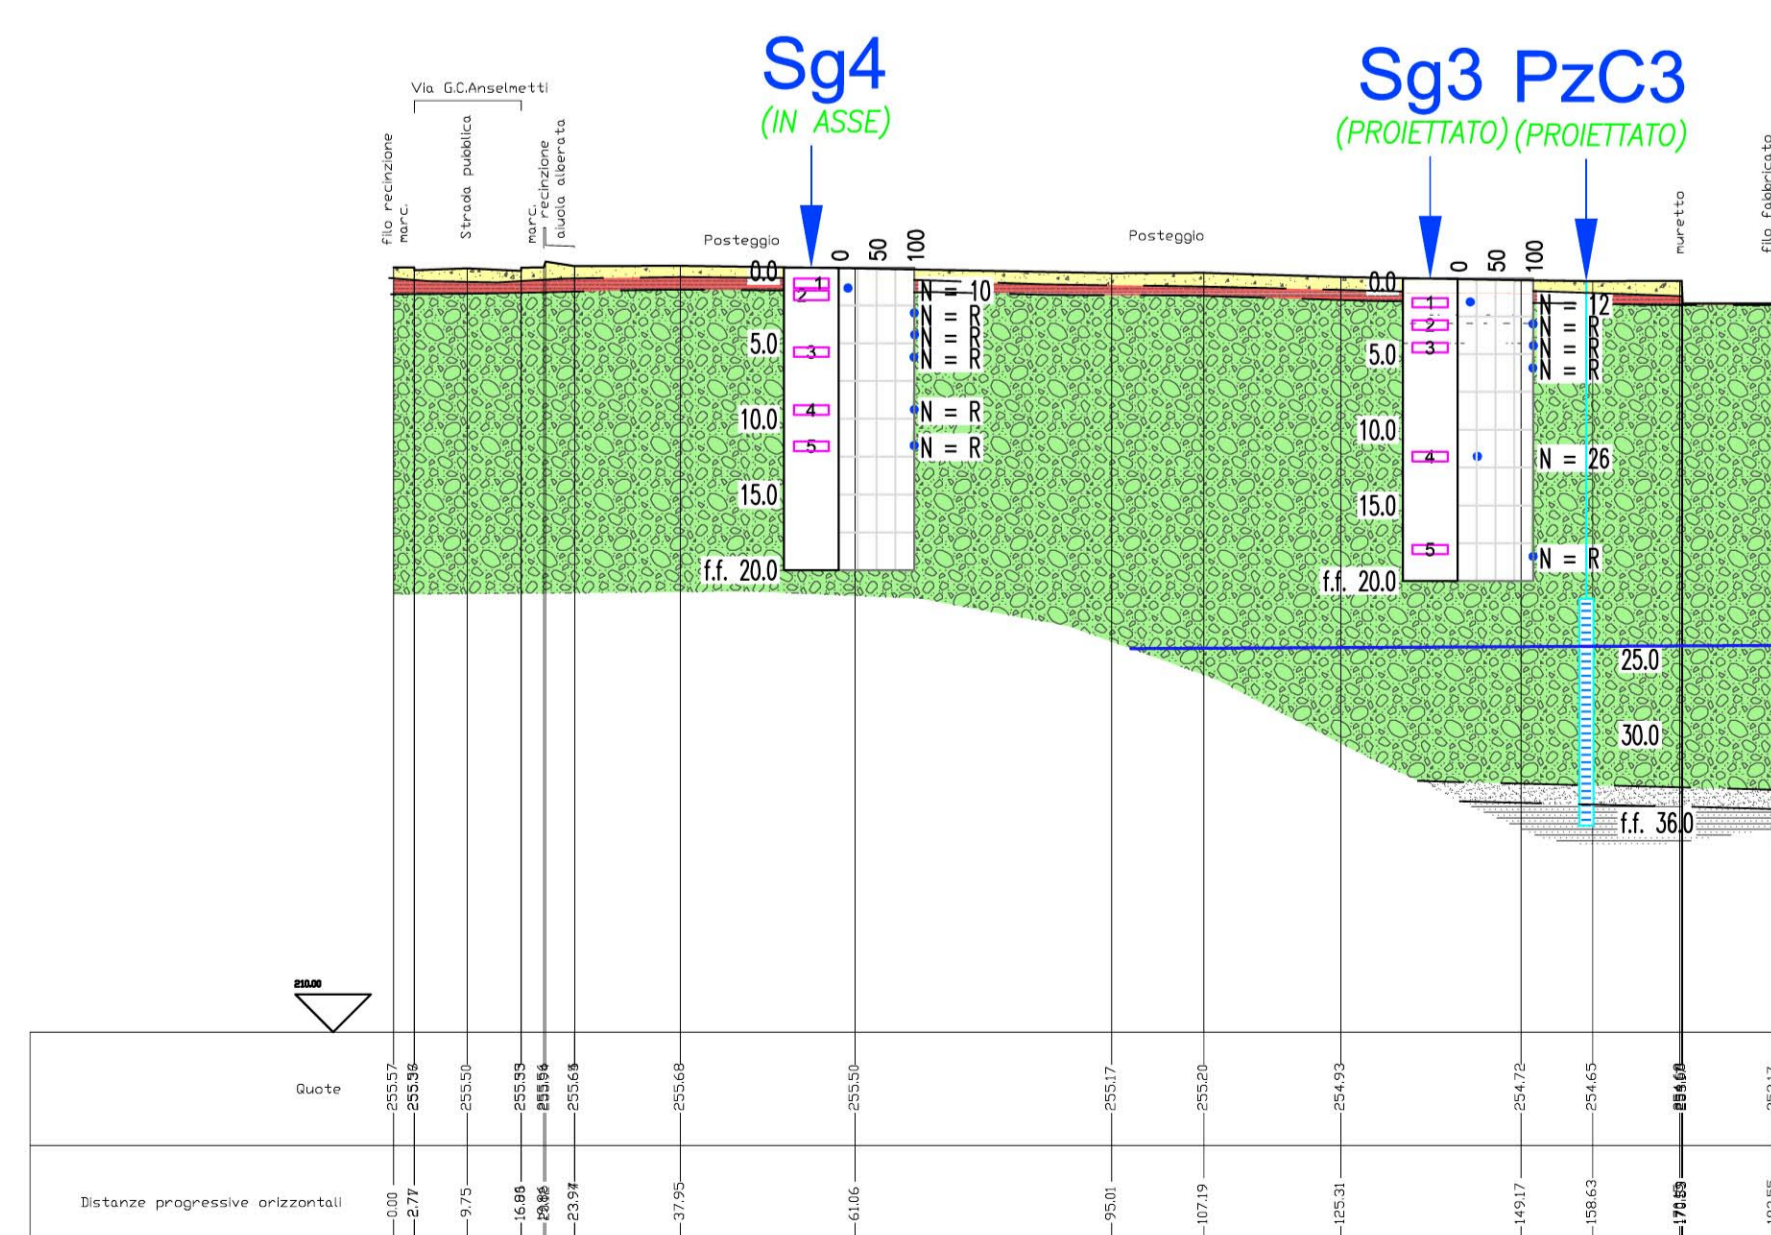 Sg4
(IN ASSE)
Sg3
(PROIETTATO)
PzC3
(PROIETTATO)
Via G.C.Anselmetti
filo recinzione
marc.
Strada pubblica
marc.
recinzione
aiuola alberata
Posteggio
Posteggio
muretto
filo fabbricato
0 50 100
0.0
5.0
10.0
15.0
f.f. 20.0
1
2
3
4
5
N = 10
N = R
N = R
N = R
N = R
N = R
0 50 100
0.0
5.0
10.0
15.0
f.f. 20.0
1
2
3
4
5
N = 12
N = R
N = R
N = R
N = 26
N = R
25.0
30.0
f.f. 36.0
210.00
Quote
255.57
255.50
255.33
255.68
255.50
255.17
255.20
254.93
254.72
254.65
Distanze progressive orizzontali
0.00
2.77
9.75
23.94
37.95
61.06
95.01
107.19
125.31
149.17
158.63